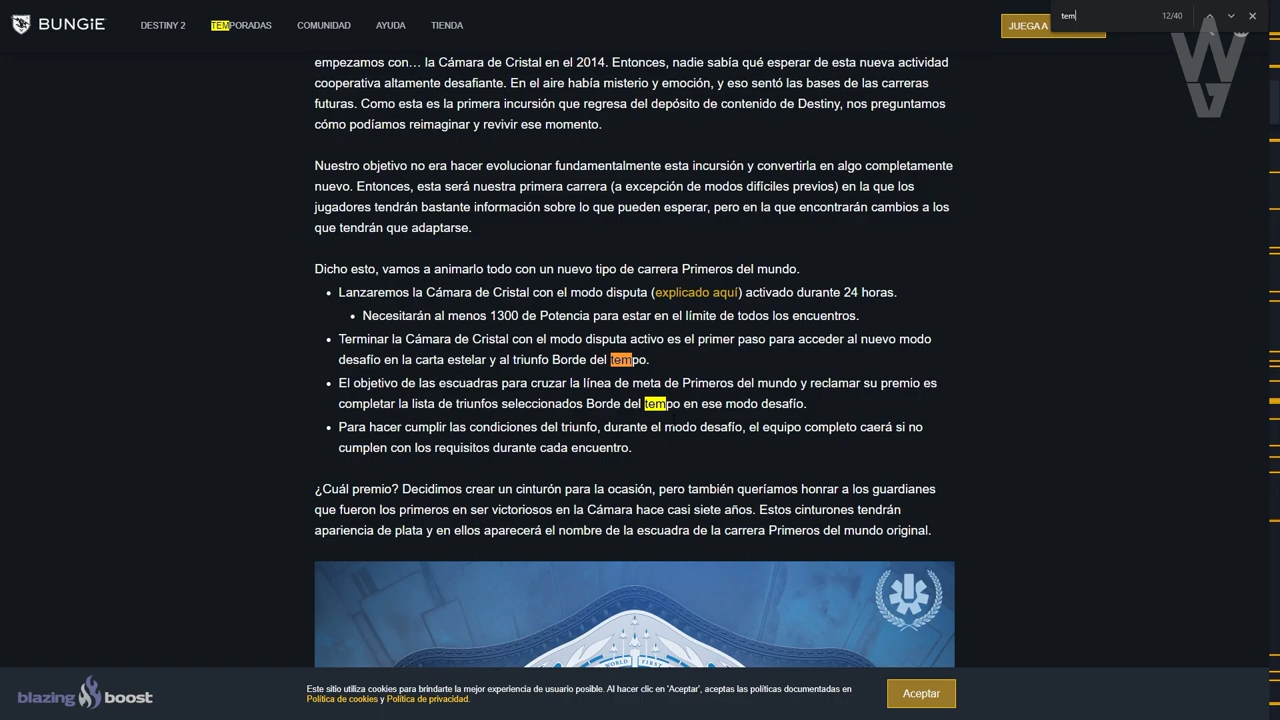 BUNGiE
DESTINY 2
TEMPORADAS
COMUNIDAD
AYUDA
TIENDA
JUEGA A
tem
12/40
empezamos con… la Cámara de Cristal en el 2014. Entonces, nadie sabía qué esperar de esta nueva actividad
cooperativa altamente desafiante. En el aire había misterio y emoción, y eso sentó las bases de las carreras
futuras. Como esta es la primera incursión que regresa del depósito de contenido de Destiny, nos preguntamos
cómo podíamos reimaginar y revivir ese momento.
Nuestro objetivo no era hacer evolucionar fundamentalmente esta incursión y convertirla en algo completamente
nuevo. Entonces, esta será nuestra primera carrera (a excepción de modos difíciles previos) en la que los
jugadores tendrán bastante información sobre lo que pueden esperar, pero en la que encontrarán cambios a los
que tendrán que adaptarse.
Dicho esto, vamos a animarlo todo con un nuevo tipo de carrera Primeros del mundo.
Lanzaremos la Cámara de Cristal con el modo disputa (explicado aquí) activado durante 24 horas.
Necesitarán al menos 1300 de Potencia para estar en el límite de todos los encuentros.
Terminar la Cámara de Cristal con el modo disputa activo es el primer paso para acceder al nuevo modo
desafío en la carta estelar y al triunfo Borde del tempo.
El objetivo de las escuadras para cruzar la línea de meta de Primeros del mundo y reclamar su premio es
completar la lista de triunfos seleccionados Borde del tempo en ese modo desafío.
Para hacer cumplir las condiciones del triunfo, durante el modo desafío, el equipo completo caerá si no
cumplen con los requisitos durante cada encuentro.
¿Cuál premio? Decidimos crear un cinturón para la ocasión, pero también queríamos honrar a los guardianes
que fueron los primeros en ser victoriosos en la Cámara hace casi siete años. Estos cinturones tendrán
apariencia de plata y en ellos aparecerá el nombre de la escuadra de la carrera Primeros del mundo original.
WORLD FIRST
blazing boost
Este sitio utiliza cookies para brindarte la mejor experiencia de usuario posible. Al hacer clic en 'Aceptar', aceptas las políticas documentadas en
Política de cookies y Política de privacidad.
Aceptar